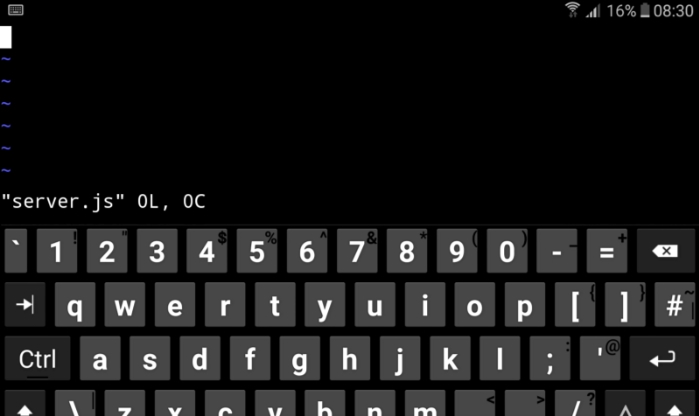 16% 08:30
~
~
~
~
~
~
"server.js" 0L, 0C
` 1 ! 2 " 3 4 $ 5 % 6 ^ 7 & 8 * 9 ( 0 ) - _ = +
q w e r t y u i o p [ { ] } # ~ |
Ctrl a s d f g h j k l ; : ' @
\ | z x c v b n m < > / ?